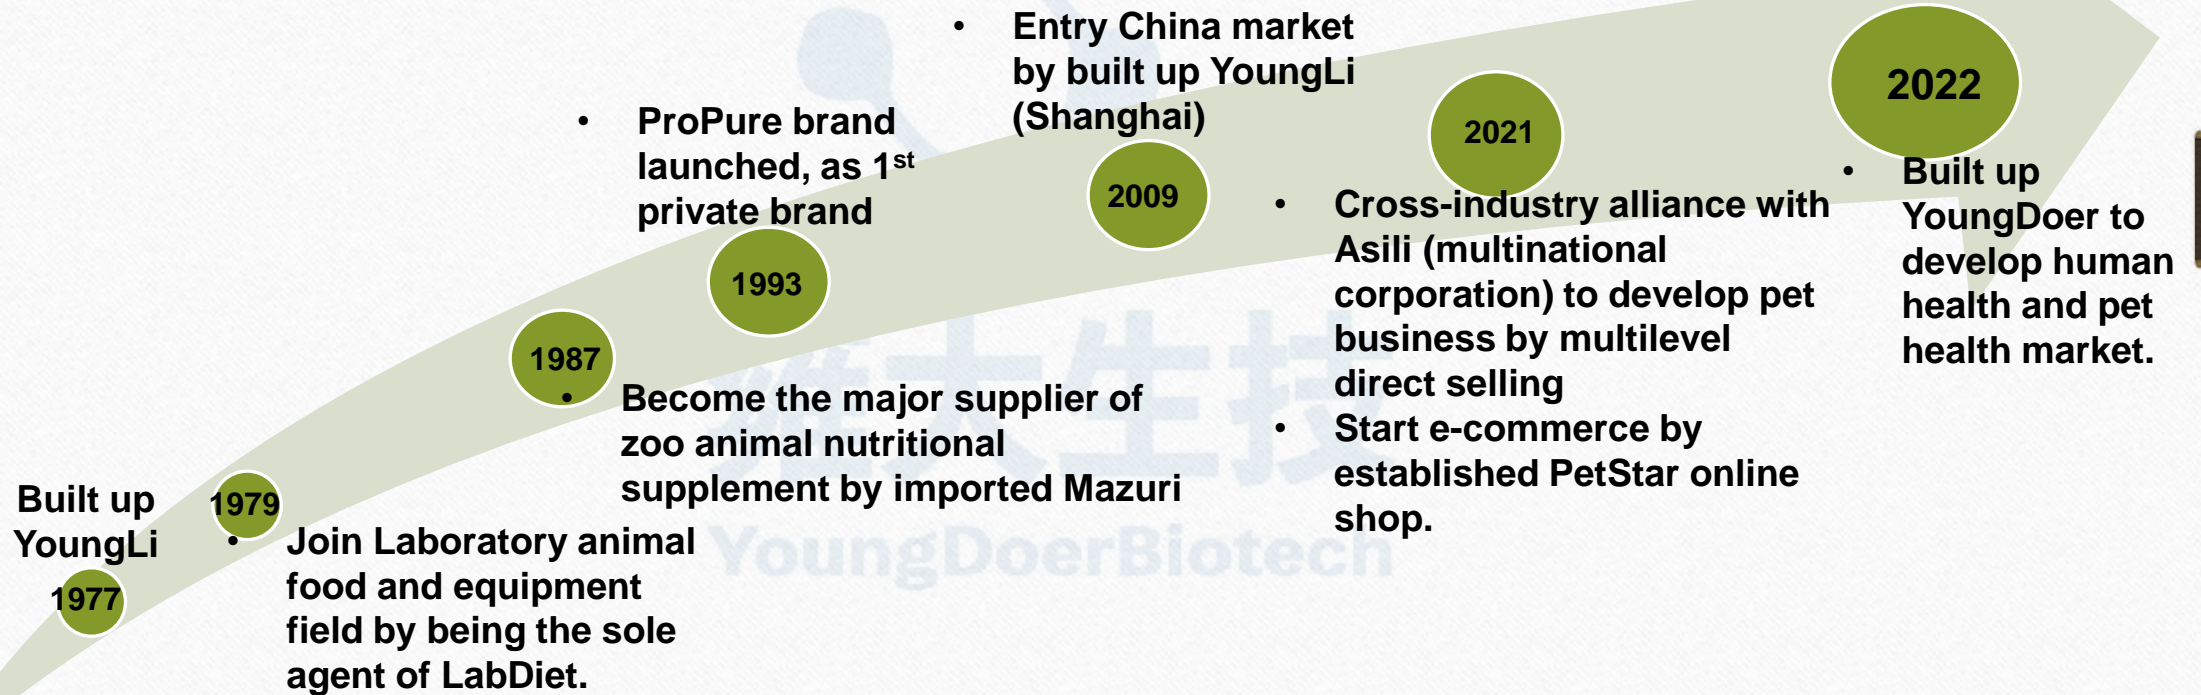 Built up
YoungLi
1977
1979
• Join Laboratory animal
food and equipment
field by being the sole
agent of LabDiet.
1987
• Become the major supplier of
zoo animal nutritional
supplement by imported Mazuri
• ProPure brand
launched, as 1st
private brand
1993
• Entry China market
by built up YoungLi
(Shanghai)
2009
2021
• Cross-industry alliance with
Asili (multinational
corporation) to develop pet
business by multilevel
direct selling
• Start e-commerce by
established PetStar online
shop.
2022
• Built up
YoungDoer to
develop human
health and pet
health market.
雍大生技
YoungDoerBiotech